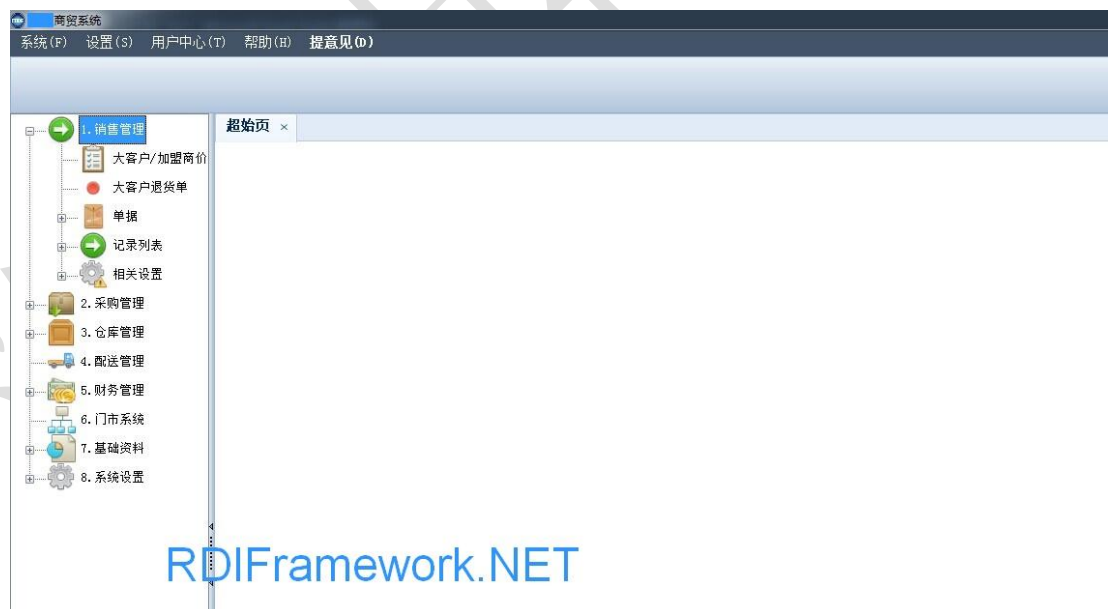 商贸系统
系统(F) 设置(S) 用户中心(T) 帮助(H) 提意见(D)
1.销售管理
超始页 ×
大客户/加盟商价
大客户退货单
单据
记录列表
相关设置
2.采购管理
3.仓库管理
4.配送管理
5.财务管理
6.门市系统
7.基础资料
8.系统设置
RDIFramework.NET